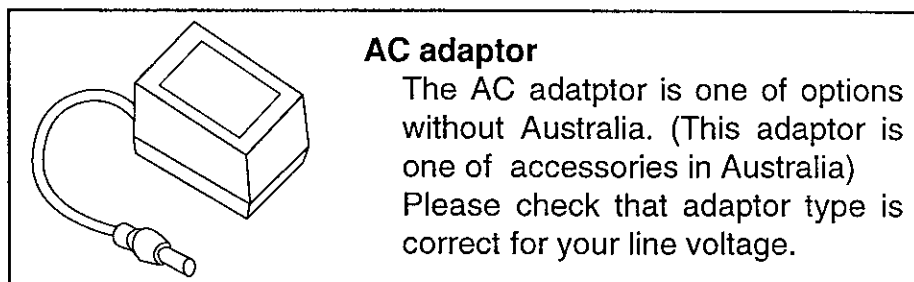 AC adaptor
The AC adatptor is one of options
without Australia. (This adaptor is
one of accessories in Australia)
Please check that adaptor type is
correct for your line voltage.